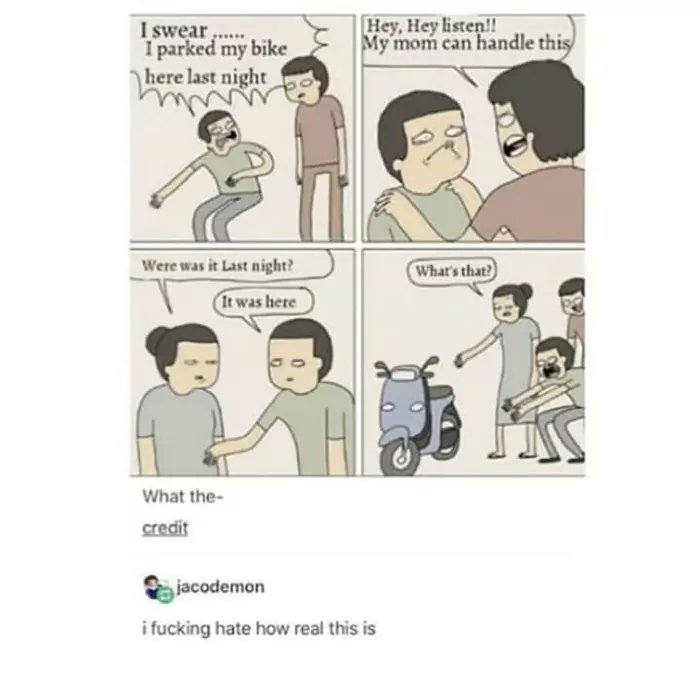 I swear ......
I parked my bike
here last night
Hey, Hey listen!!
My mom can handle this
Were was it Last night?
It was here
What's that?
What the-
credit
jacodemon
i fucking hate how real this is